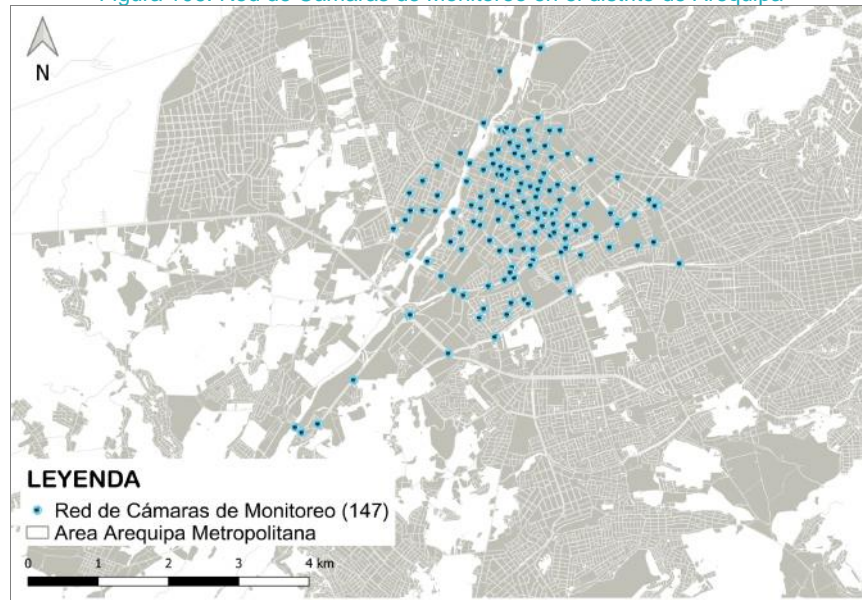 N
LEYENDA
Red de Cámaras de Monitoreo (147)
Area Arequipa Metropolitana
0 1 2 3 4 km